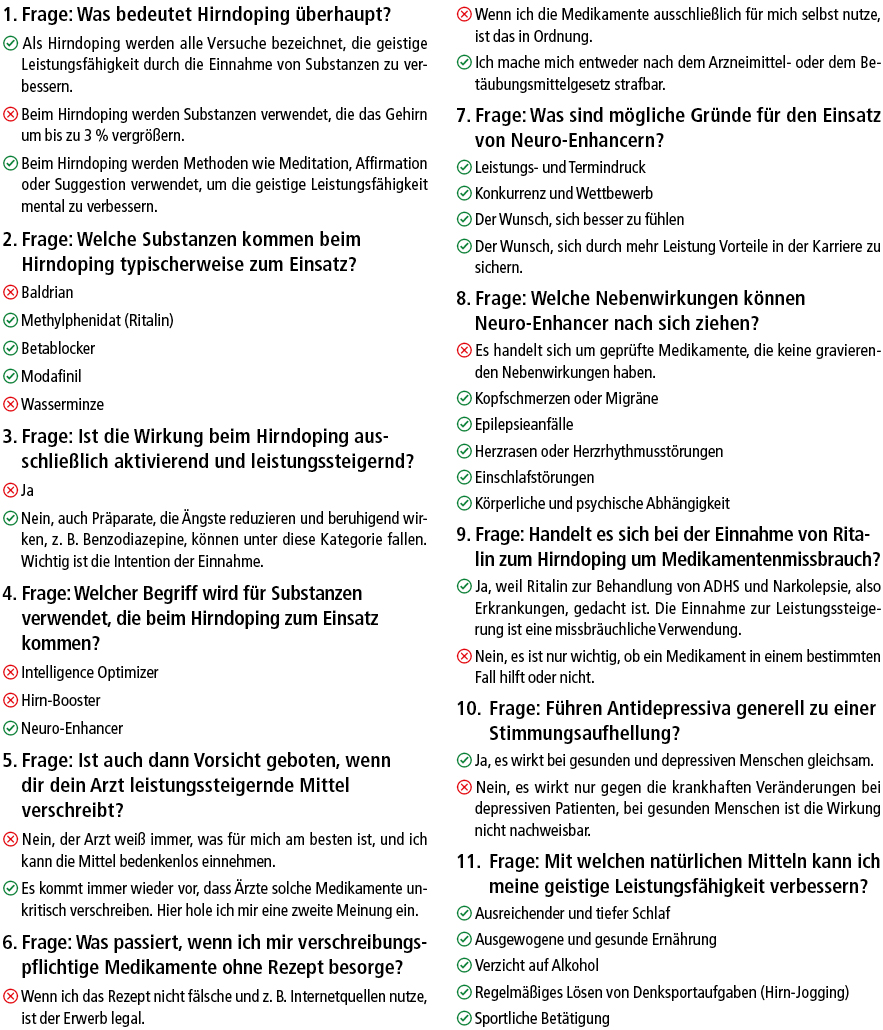 1. Frage: Was bedeutet Hirndoping überhaupt?
Als Hirndoping werden alle Versuche bezeichnet, die geistige
Leistungsfähigkeit durch die Einnahme von Substanzen zu ver-
bessern.
Beim Hirndoping werden Substanzen verwendet, die das Gehirn
um bis zu 3 % vergrößern.
Beim Hirndoping werden Methoden wie Meditation, Affirmation
oder Suggestion verwendet, um die geistige Leistungsfähigkeit
mental zu verbessern.
2. Frage: Welche Substanzen kommen beim
Hirndoping typischerweise zum Einsatz?
Baldrian
Methylphenidat (Ritalin)
Betablocker
Modafinil
Wasserminze
3. Frage: Ist die Wirkung beim Hirndoping aus-
schließlich aktivierend und leistungssteigernd?
Ja
Nein, auch Präparate, die Ängste reduzieren und beruhigend wir-
ken, z. B. Benzodiazepine, können unter diese Kategorie fallen.
Wichtig ist die Intention der Einnahme.
4. Frage: Welcher Begriff wird für Substanzen
verwendet, die beim Hirndoping zum Einsatz
kommen?
Intelligence Optimizer
Hirn-Booster
Neuro-Enhancer
5. Frage: Ist auch dann Vorsicht geboten, wenn
dir dein Arzt leistungssteigernde Mittel
verschreibt?
Nein, der Arzt weiß immer, was für mich am besten ist, und ich
kann die Mittel bedenkenlos einnehmen.
Es kommt immer wieder vor, dass Ärzte solche Medikamente un-
kritisch verschreiben. Hier hole ich mir eine zweite Meinung ein.
6. Frage: Was passiert, wenn ich mir verschreibungs-
pflichtige Medikamente ohne Rezept besorge?
Wenn ich das Rezept nicht fälsche und z. B. Internetquellen nutze,
ist der Erwerb legal.
Wenn ich die Medikamente ausschließlich für mich selbst nutze,
ist das in Ordnung.
Ich mache mich entweder nach dem Arzneimittel- oder dem Be-
täubungsmittelgesetz strafbar.
7. Frage: Was sind mögliche Gründe für den Einsatz
von Neuro-Enhancern?
Leistungs- und Termindruck
Konkurrenz und Wettbewerb
Der Wunsch, sich besser zu fühlen
Der Wunsch, sich durch mehr Leistung Vorteile in der Karriere zu
sichern.
8. Frage: Welche Nebenwirkungen können
Neuro-Enhancer nach sich ziehen?
Es handelt sich um geprüfte Medikamente, die keine gravieren-
den Nebenwirkungen haben.
Kopfschmerzen oder Migräne
Epilepsieanfälle
Herzrasen oder Herzrhythmusstörungen
Einschlafstörungen
Körperliche und psychische Abhängigkeit
9. Frage: Handelt es sich bei der Einnahme von Rita-
lin zum Hirndoping um Medikamentenmissbrauch?
Ja, weil Ritalin zur Behandlung von ADHS und Narkolepsie, also
Erkrankungen, gedacht ist. Die Einnahme zur Leistungssteige-
rung ist eine missbräuchliche Verwendung.
Nein, es ist nur wichtig, ob ein Medikament in einem bestimmten
Fall hilft oder nicht.
10. Frage: Führen Antidepressiva generell zu einer
Stimmungsaufhellung?
Ja, es wirkt bei gesunden und depressiven Menschen gleichsam.
Nein, es wirkt nur gegen die krankhaften Veränderungen bei
depressiven Patienten, bei gesunden Menschen ist die Wirkung
nicht nachweisbar.
11. Frage: Mit welchen natürlichen Mitteln kann ich
meine geistige Leistungsfähigkeit verbessern?
Ausreichender und tiefer Schlaf
Ausgewogene und gesunde Ernährung
Verzicht auf Alkohol
Regelmäßiges Lösen von Denksportaufgaben (Hirn-Jogging)
Sportliche Betätigung